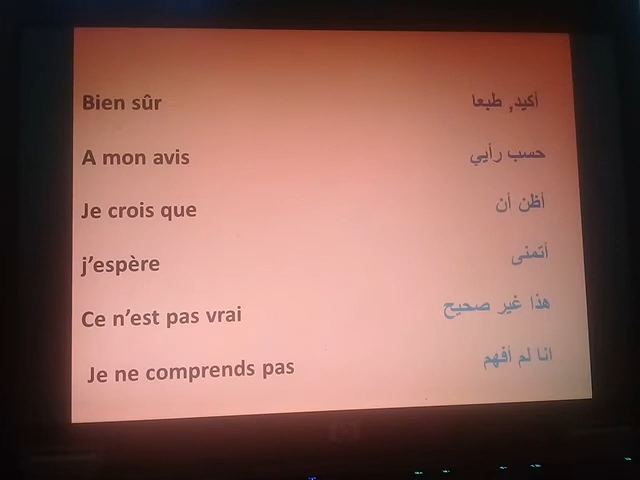 Bien sûr أكيد, طبعا
A mon avis حسب رأيي
Je crois que أظن أن
j’espère أتمنى
Ce n’est pas vrai هذا غير صحيح
Je ne comprends pas انا لم أفهم